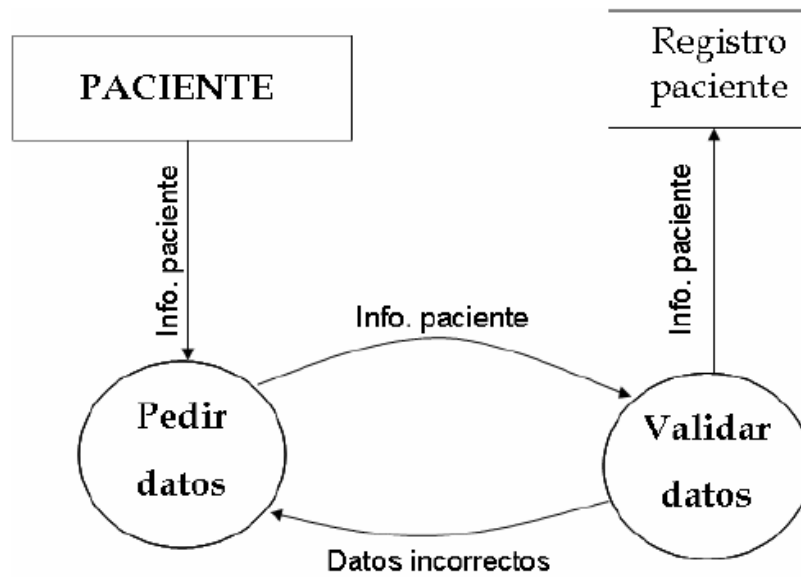 PACIENTE
Registro
paciente
Info. paciente
Info. paciente
Info. paciente
Pedir
datos
Validar
datos
Datos incorrectos